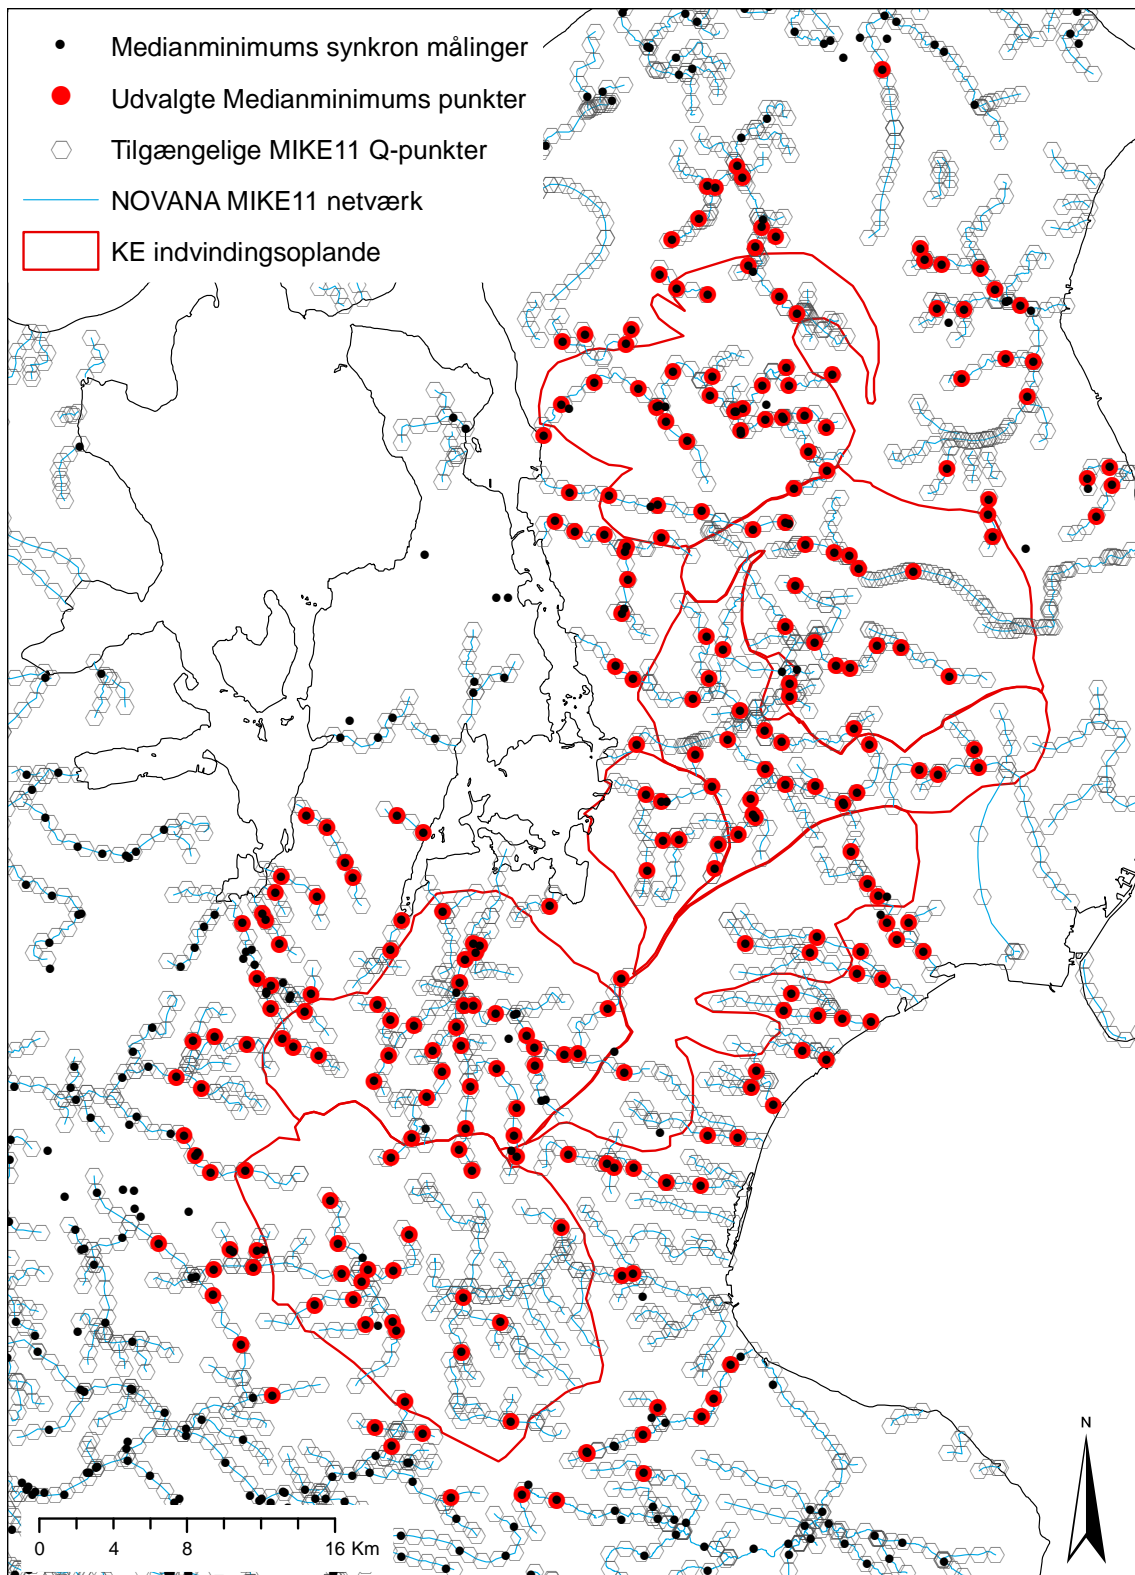 Medianminimums synkron målinger
Udvalgte Medianminimums punkter
Tilgængelige MIKE11 Q-punkter
NOVANA MIKE11 netværk
KE indvindingsoplande
N
0 4 8 16 Km